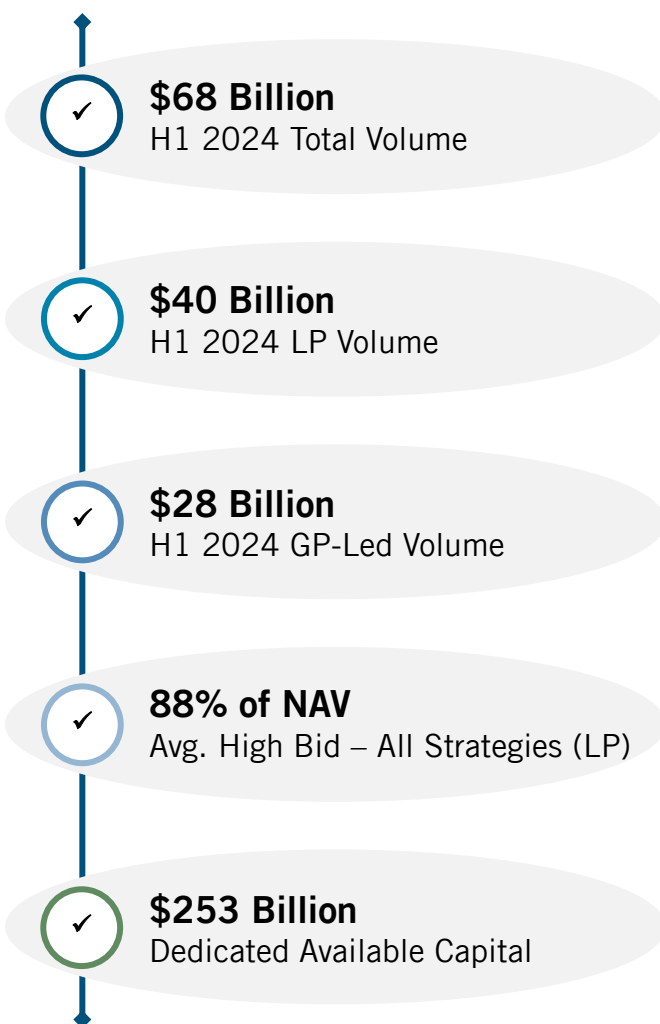 $68 Billion
H1 2024 Total Volume
$40 Billion
H1 2024 LP Volume
$28 Billion
H1 2024 GP-Led Volume
88% of NAV
Avg. High Bid – All Strategies (LP)
$253 Billion
Dedicated Available Capital